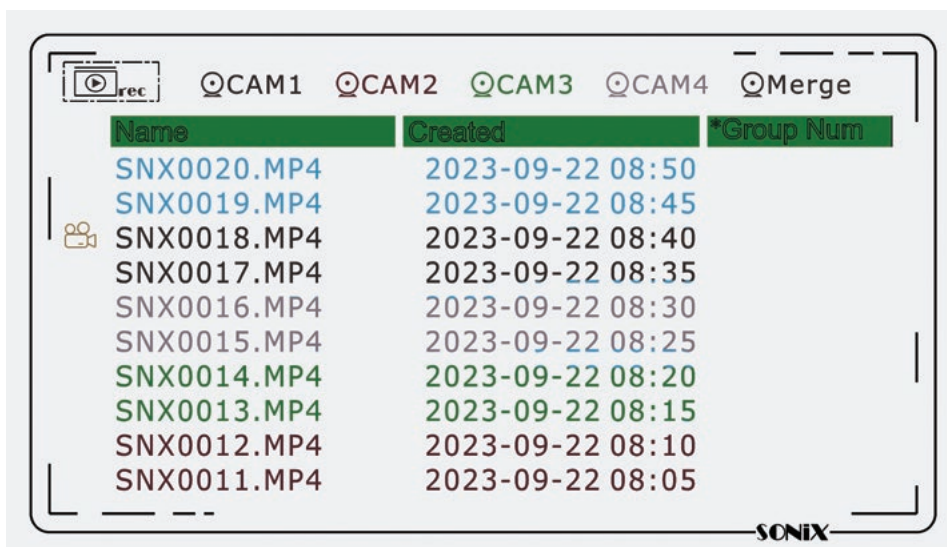 rec CAM1 CAM2 CAM3 CAM4 Merge
Name Created *Group Num
SNX0020.MP4 2023-09-22 08:50
SNX0019.MP4 2023-09-22 08:45
SNX0018.MP4 2023-09-22 08:40
SNX0017.MP4 2023-09-22 08:35
SNX0016.MP4 2023-09-22 08:30
SNX0015.MP4 2023-09-22 08:25
SNX0014.MP4 2023-09-22 08:20
SNX0013.MP4 2023-09-22 08:15
SNX0012.MP4 2023-09-22 08:10
SNX0011.MP4 2023-09-22 08:05
SONiX